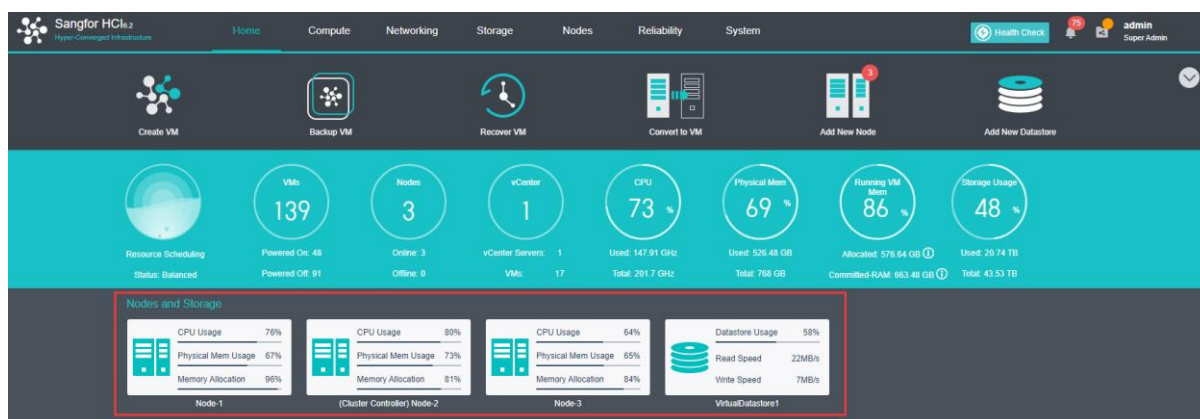 Sangfor HCI6.2
Hyper-Converged Infrastructure
Home Compute Networking Storage Nodes Reliability System
Health Check
75
admin
Super Admin
3
Create VM Backup VM Recover VM Convert to VM Add New Node Add New Datastore
VMs
139
Nodes
3
vCenter
1
CPU
73 %
Physical Mem
69 %
Running VM
Mem
86 %
Storage Usage
48 %
Resource Scheduling
Status: Balanced
Powered On: 48
Powered Off: 91
Online: 3
Offline: 0
vCenter Servers: 1
VMs: 17
Used: 147.91 GHz
Total: 201.7 GHz
Used: 526.48 GB
Total: 768 GB
Allocated: 576.64 GB
Committed-RAM: 663.48 GB
Used: 20.74 TB
Total: 43.53 TB
Nodes and Storage
CPU Usage 76%
Physical Mem Usage 67%
Memory Allocation 96%
Node-1
CPU Usage 80%
Physical Mem Usage 73%
Memory Allocation 81%
(Cluster Controller) Node-2
CPU Usage 64%
Physical Mem Usage 65%
Memory Allocation 84%
Node-3
Datastore Usage 58%
Read Speed 22MB/s
Write Speed 7MB/s
VirtualDatastore1